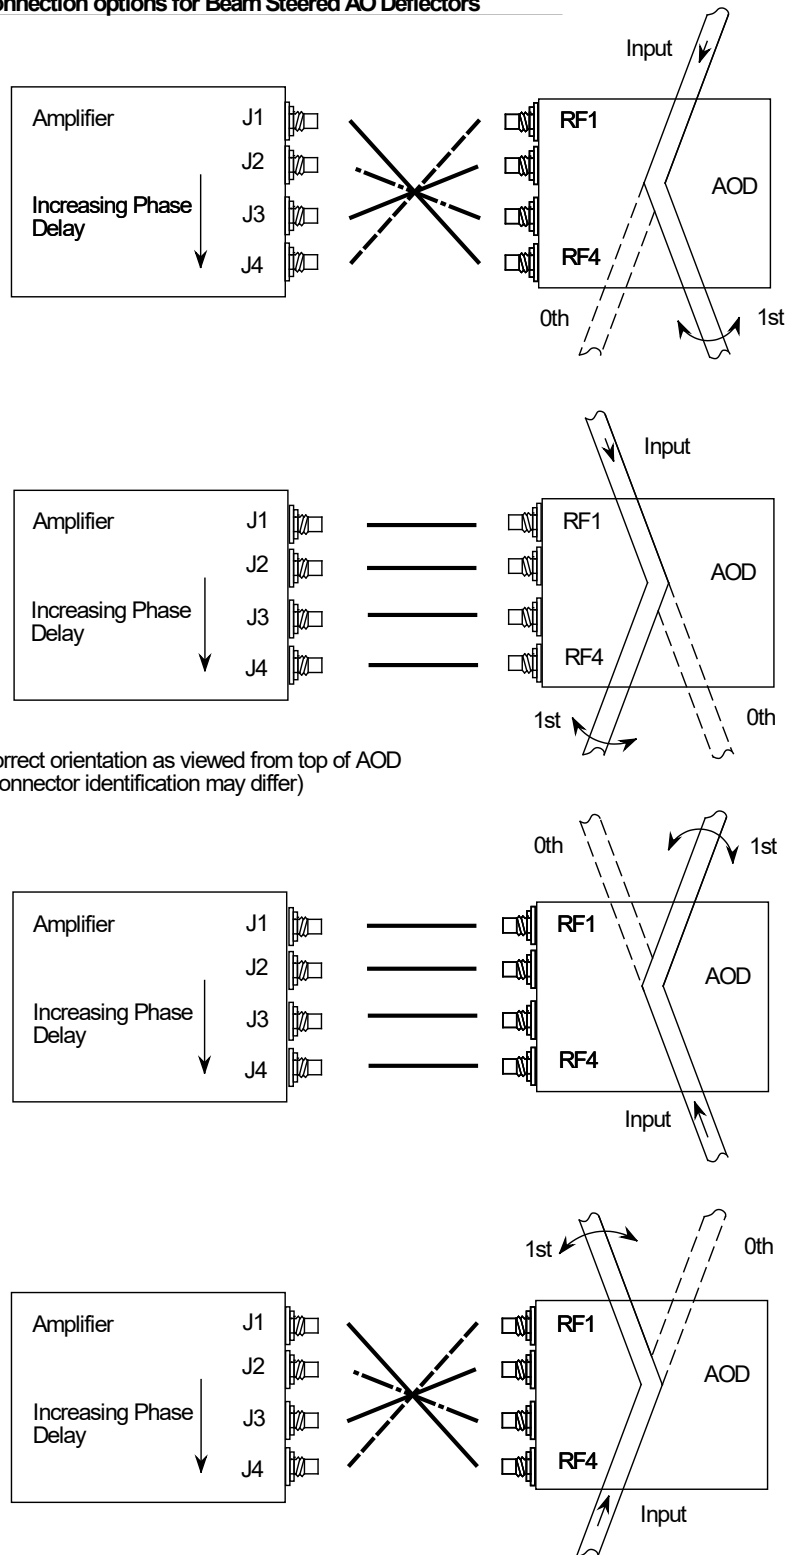 onnection options for Beam Steered AO Deflectors
Input
Amplifier
J1
RF1
J2
AOD
Increasing Phase
Delay
J3
J4
RF4
0th
1st
Input
Amplifier
J1
RF1
J2
AOD
Increasing Phase
Delay
J3
J4
RF4
1st
0th
orrect orientation as viewed from top of AOD
onnector identification may differ)
0th
1st
Amplifier
J1
RF1
J2
AOD
Increasing Phase
Delay
J3
J4
RF4
Input
1st
0th
Amplifier
J1
RF1
J2
AOD
Increasing Phase
Delay
J3
J4
RF4
Input